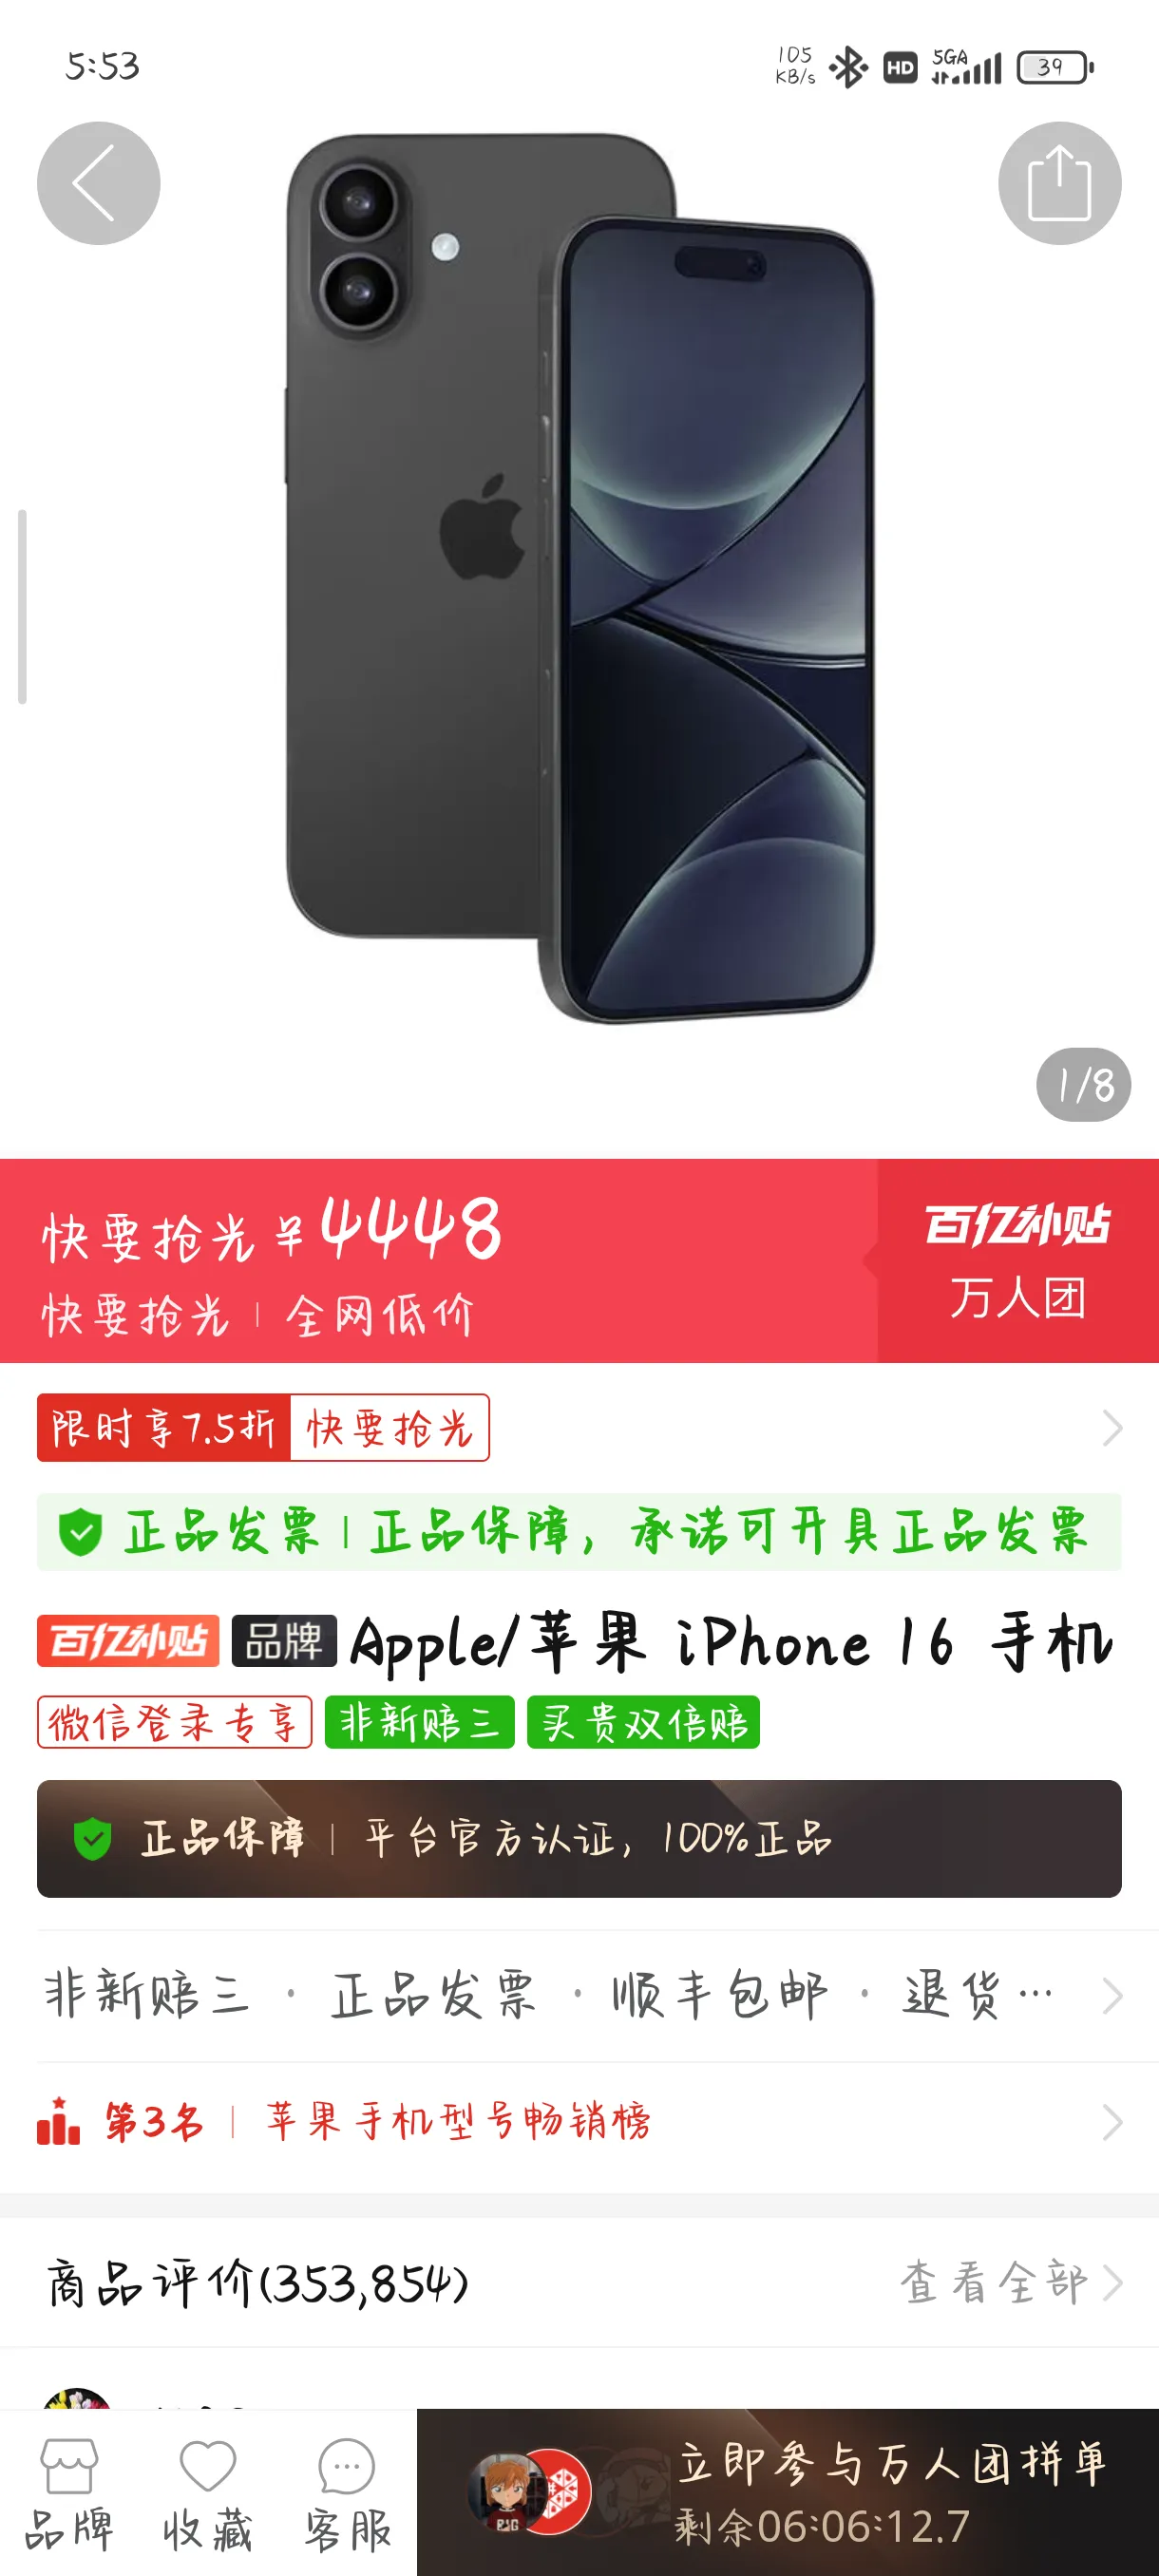 5:53
105 KB/s HD 5GA 39
1/8
快要抢光 ¥4448
快要抢光 | 全网低价
百亿补贴
万人团
限时享7.5折 快要抢光
正品发票 | 正品保障，承诺可开具正品发票
百亿补贴 品牌 Apple/苹果 iPhone 16 手机
微信登录专享 非新赔三 买贵双倍赔
正品保障 | 平台官方认证，100%正品
非新赔三 · 正品发票 · 顺丰包邮 · 退货…
第3名 | 苹果手机型号畅销榜
商品评价(353,854) 查看全部
品牌 收藏 客服
立即参与万人团拼单
剩余06:06:12.7